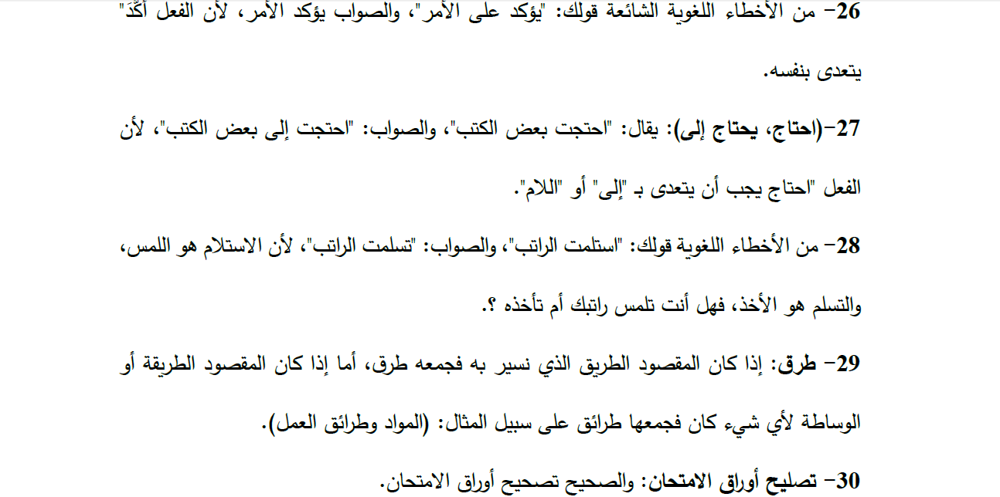 26- من الأخطاء اللغوية الشائعة قولك: "يؤكد على الأمر"، والصواب يؤكد الأمر، لأن الفعل أَكَّدَ"
يتعدى بنفسه.
27-(احتاج، يحتاج إلى): يقال: "احتجت بعض الكتب"، والصواب: "احتجت إلى بعض الكتب"، لأن
الفعل "احتاج يجب أن يتعدى بـ "إلى" أو "اللام".
28- من الأخطاء اللغوية قولك: "استلمت الراتب"، والصواب: "تسلمت الراتب"، لأن الاستلام هو اللمس،
والتسلم هو الأخذ، فهل أنت تلمس راتبك أم تأخذه ؟.
29- طرق: إذا كان المقصود الطريق الذي نسير به فجمعه طرق، أما إذا كان المقصود الطريقة أو
الوساطة لأي شيء كان فجمعها طرائق على سبيل المثال: (المواد وطرائق العمل).
30- تصليح أوراق الامتحان: والصحيح تصحيح أوراق الامتحان.